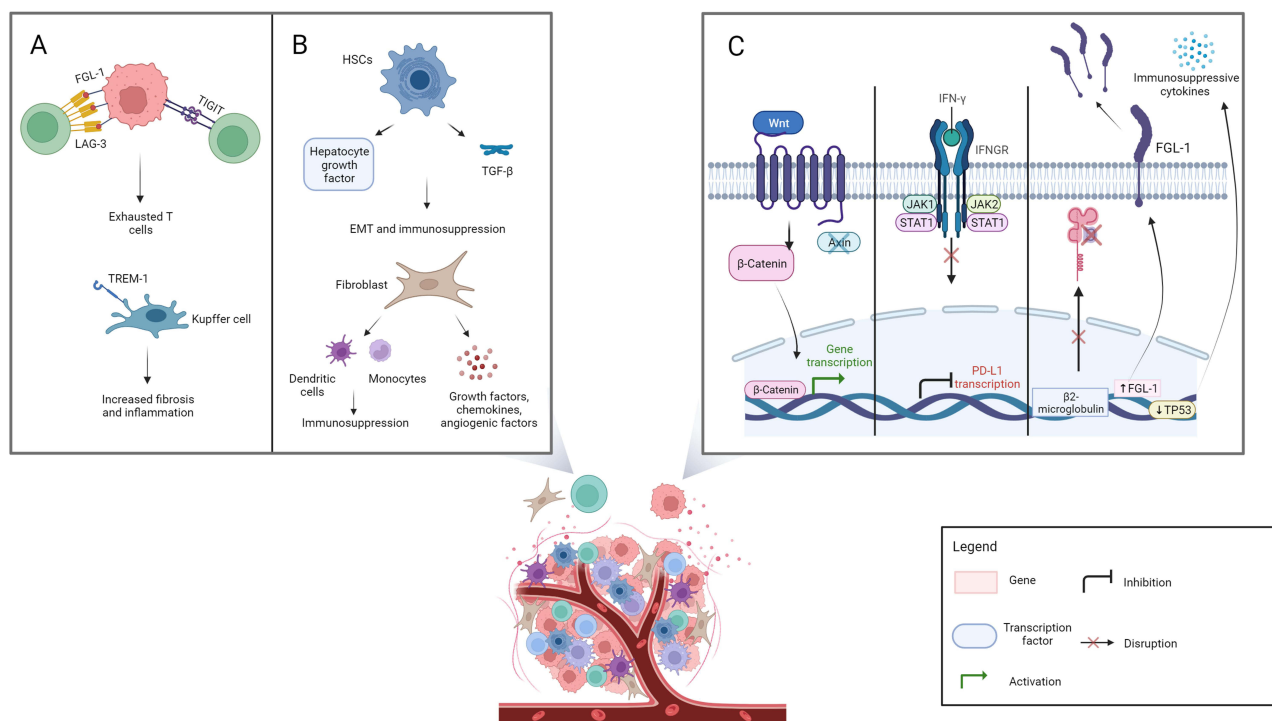 A
FGL-1
TIGIT
LAG-3
Exhausted T
cells
TREM-1
Kupffer cell
Increased fibrosis
and inflammation
B
HSCs
Hepatocyte
growth
factor
TGF-β
EMT and immunosuppression
Fibroblast
Dendritic
cells
Monocytes
Immunosuppression
Growth factors,
chemokines,
angiogenic factors
C
Wnt
Axin
β-Catenin
β-Catenin
Gene
transcription
IFN-γ
IFNGR
JAK1
JAK2
STAT1
STAT1
PD-L1
transcription
Immunosuppressive
cytokines
FGL-1
β2-
microglobulin
↑FGL-1
↓TP53
Legend
Gene
Inhibition
Transcription
factor
Disruption
Activation